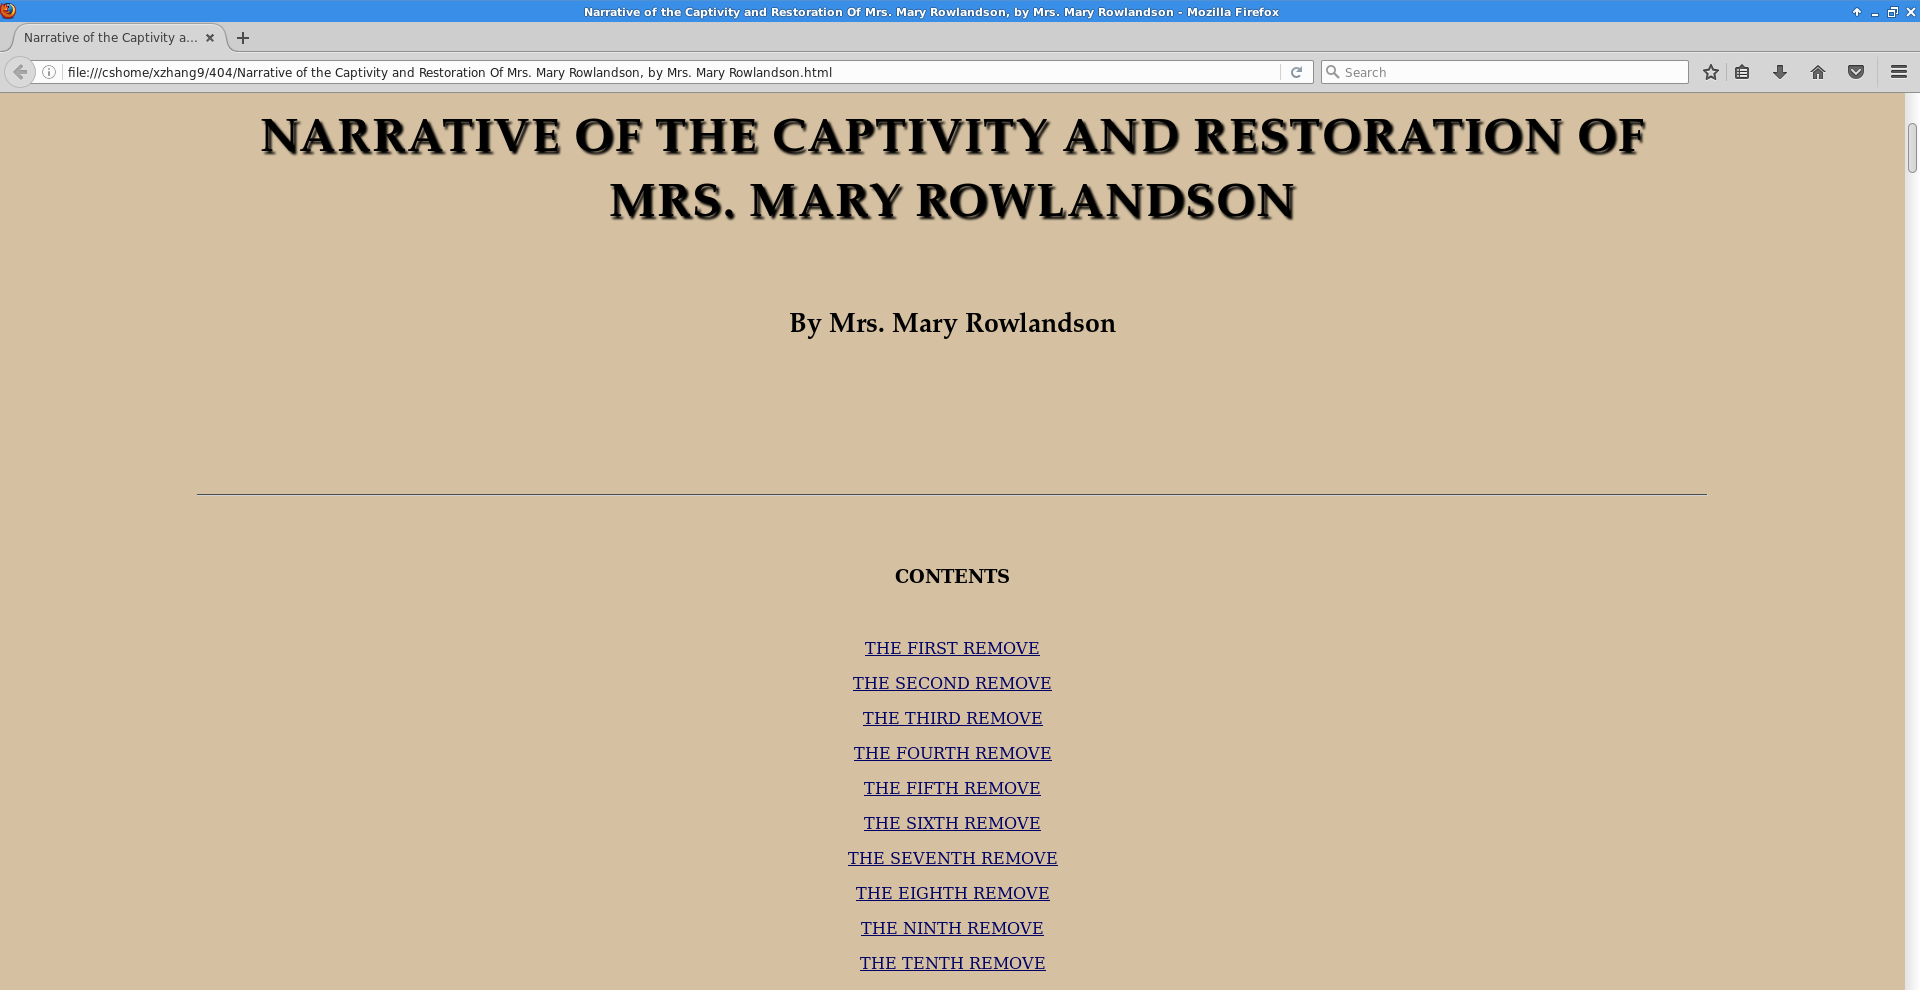 Narrative of the Captivity and Restoration Of Mrs. Mary Rowlandson, by Mrs. Mary Rowlandson - Mozilla Firefox
Narrative of the Captivity a...
file:///cshome/xzhang9/404/Narrative of the Captivity and Restoration Of Mrs. Mary Rowlandson, by Mrs. Mary Rowlandson.html
Search
NARRATIVE OF THE CAPTIVITY AND RESTORATION OF
MRS. MARY ROWLANDSON
By Mrs. Mary Rowlandson
CONTENTS
THE FIRST REMOVE
THE SECOND REMOVE
THE THIRD REMOVE
THE FOURTH REMOVE
THE FIFTH REMOVE
THE SIXTH REMOVE
THE SEVENTH REMOVE
THE EIGHTH REMOVE
THE NINTH REMOVE
THE TENTH REMOVE